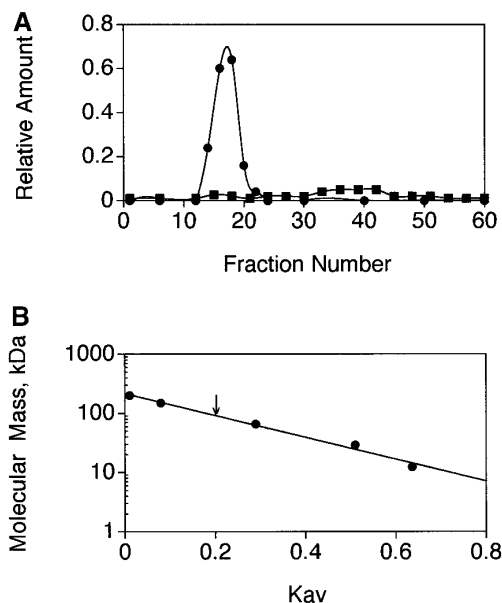 A
Relative Amount
0.8
0.6
0.4
0.2
0
0 10 20 30 40 50 60
Fraction Number
B
Molecular Mass, kDa
1000
100
10
1
0 0.2 0.4 0.6 0.8
Kav